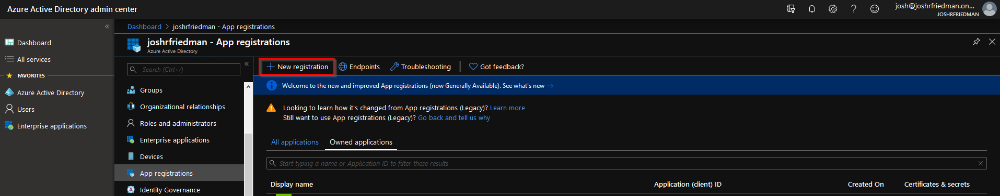 Azure Active Directory admin center
josh@joshrfriedman.on...
JOSHRFRIEDMAN
«
Dashboard
All services
FAVORITES
Azure Active Directory
Users
Enterprise applications
Dashboard > joshrfriedman - App registrations
joshrfriedman - App registrations
Azure Active Directory
Search (Ctrl+/)
«
Groups
Organizational relationships
Roles and administrators
Enterprise applications
Devices
App registrations
Identity Governance
New registration Endpoints Troubleshooting Got feedback?
Welcome to the new and improved App registrations (now Generally Available). See what's new →
Looking to learn how it's changed from App registrations (Legacy)? Learn more
Still want to use App registrations (Legacy)? Go back and tell us why
All applications Owned applications
Start typing a name or Application ID to filter these results
Display name Application (client) ID Created On Certificates & secrets